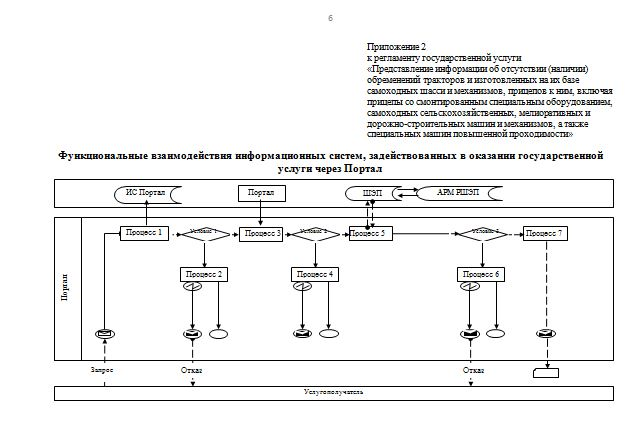 6
Приложение 2
к регламенту государственной услуги
«Представление информации об отсутствии (наличии)
обременений тракторов и изготовленных на их базе
самоходных шасси и механизмов, прицепов к ним, включая
прицепы со смонтированным специальным оборудованием,
самоходных сельскохозяйственных, мелиоративных и
дорожно-строительных машин и механизмов, а также
специальных машин повышенной проходимости»
Функциональные взаимодействия информационных систем, задействованных в оказании государственной
услуги через Портал
ИС Портал
Портал
ШЭП
АРМ РШЭП
Портал
Процесс 1
Условие 1
Процесс 3
Условие 2
Процесс 5
Условие 3
Процесс 7
Процесс 2
Процесс 4
Процесс 6
Запрос
Отказ
Отказ
Услугополучатель